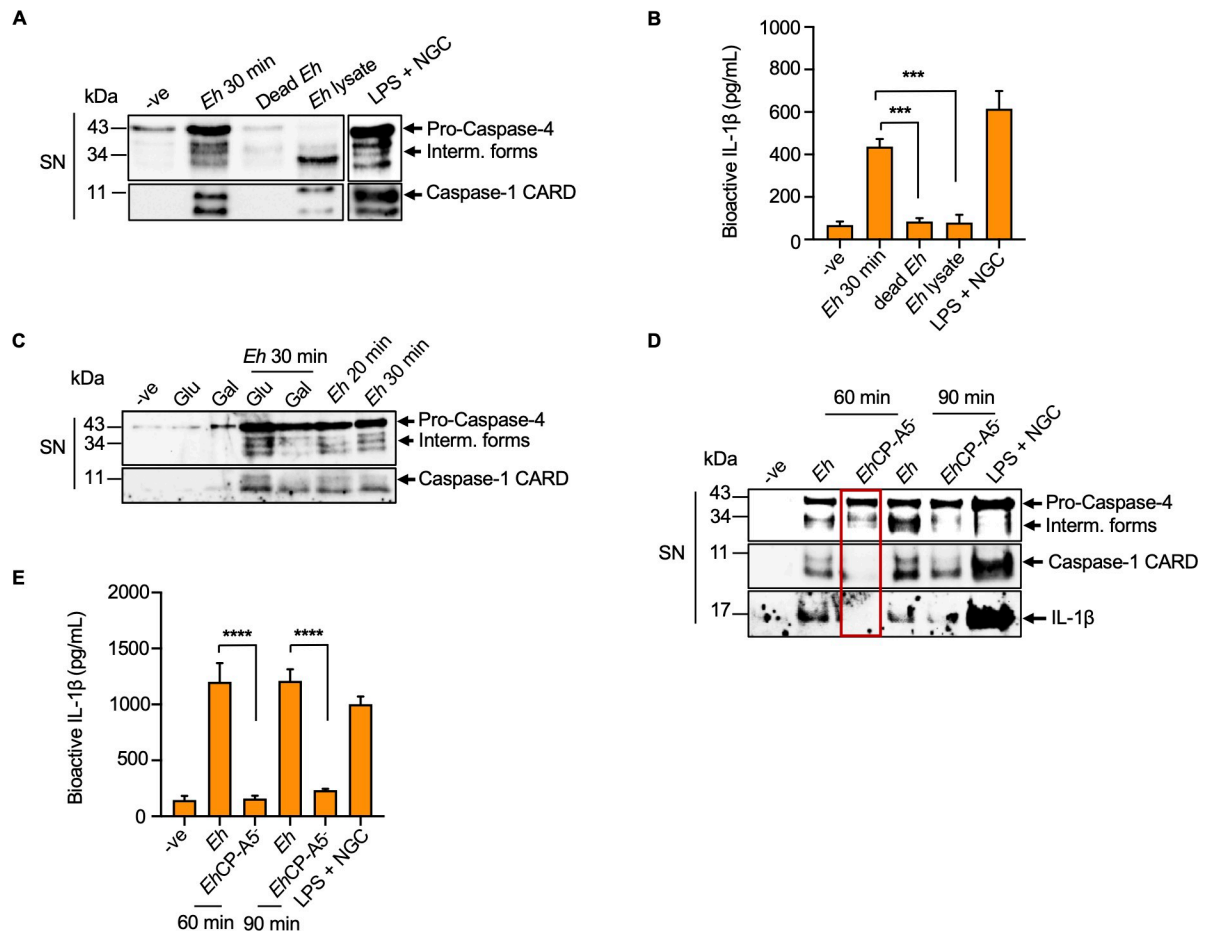 A
kDa
-ve
Eh 30 min
Dead Eh
Eh lysate
LPS + NGC
SN
43
34
11
Pro-Caspase-4
Interm. forms
Caspase-1 CARD
B
Bioactive IL-1β (pg/mL)
1000
800
600
400
200
0
***
***
-ve
Eh 30 min
dead Eh
Eh lysate
LPS + NGC
C
kDa
Eh 30 min
-ve
Glu
Gal
Glu
Gal
Eh 20 min
Eh 30 min
SN
43
34
11
Pro-Caspase-4
Interm. forms
Caspase-1 CARD
D
60 min
90 min
kDa
-ve
Eh
EhCP-A5-
Eh
EhCP-A5-
LPS + NGC
SN
43
34
11
17
Pro-Caspase-4
Interm. forms
Caspase-1 CARD
IL-1β
E
Bioactive IL-1β (pg/mL)
2000
1500
1000
500
0
****
****
-ve
Eh
EhCP-A5-
Eh
EhCP-A5-
LPS + NGC
60 min
90 min